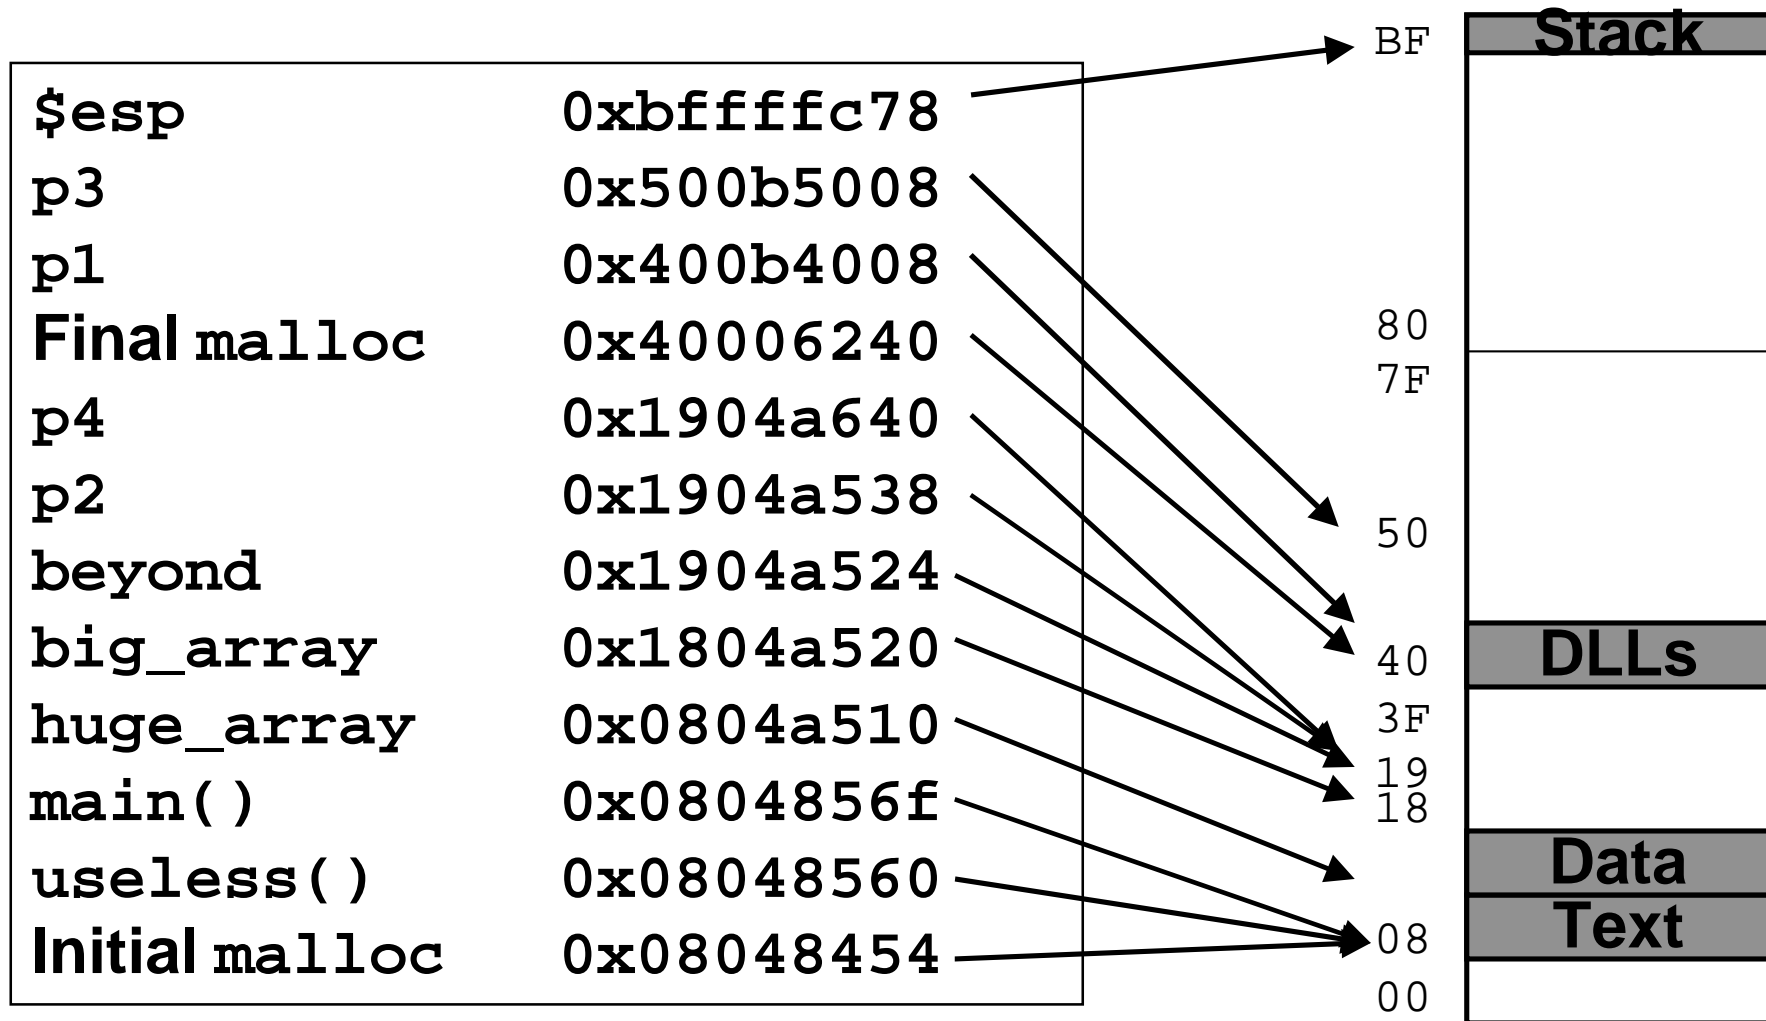 $esp 0xbffffc78
p3 0x500b5008
p1 0x400b4008
Final malloc 0x40006240
p4 0x1904a640
p2 0x1904a538
beyond 0x1904a524
big_array 0x1804a520
huge_array 0x0804a510
main() 0x0804856f
useless() 0x08048560
Initial malloc 0x08048454
BF
80
7F
50
40
3F
19
18
08
00
Stack
DLLs
Data
Text